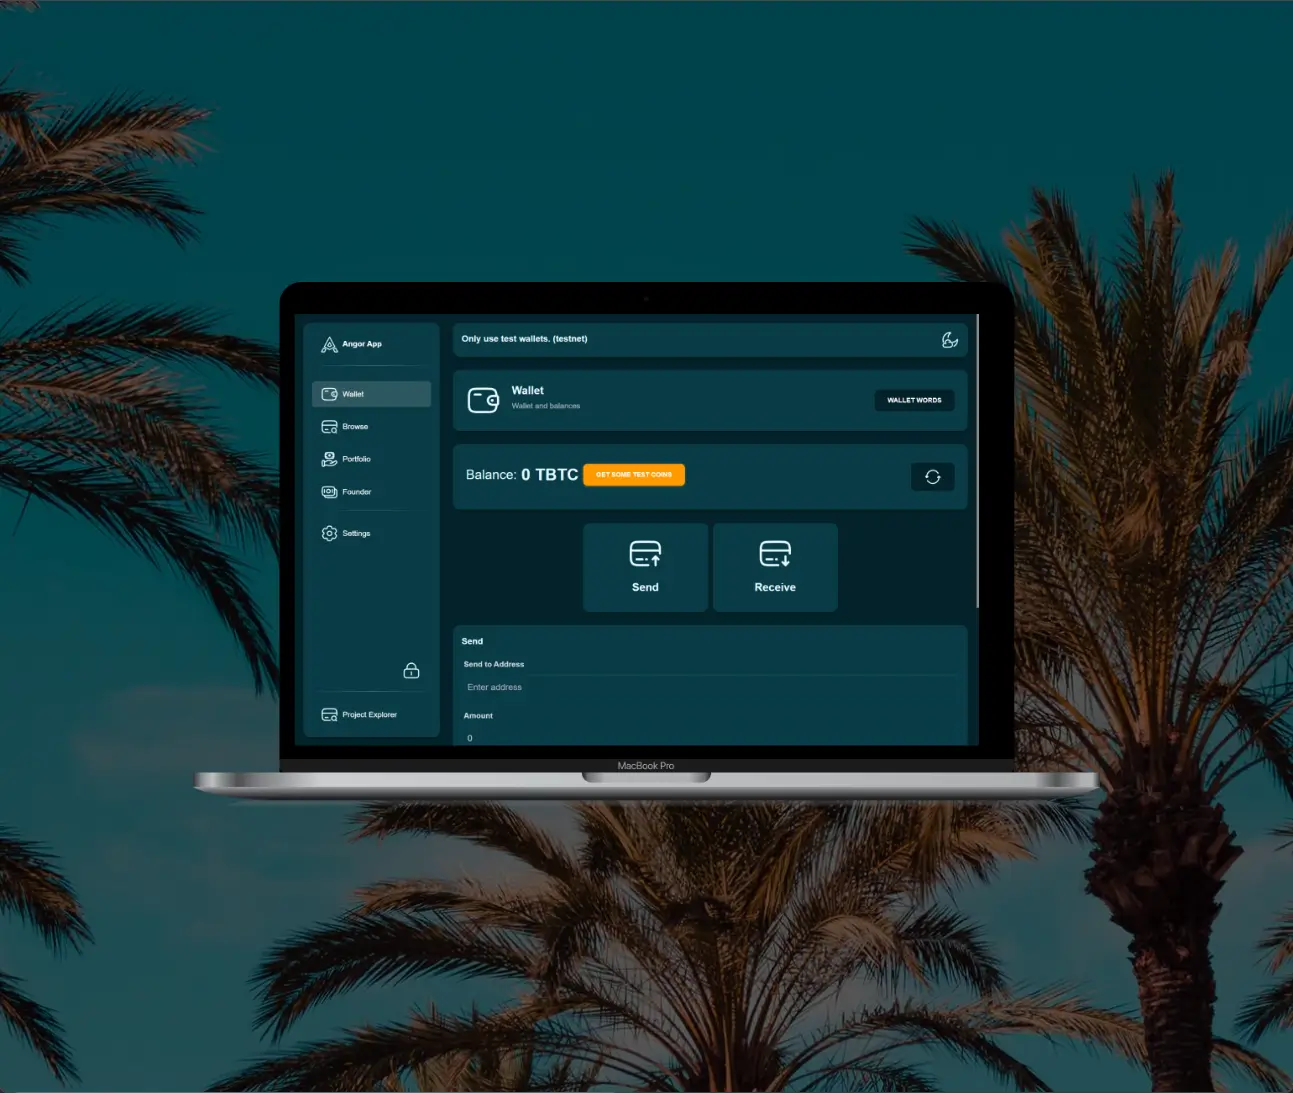 Angor App
Wallet
Browse
Portfolio
Founder
Settings
Project Explorer
Only use test wallets. (testnet)
Wallet
Wallet and balances
WALLET WORDS
Balance: 0 TBTC
GET SOME TEST COINS
Send
Receive
Send
Send to Address
Enter address
Amount
0
MacBook Pro